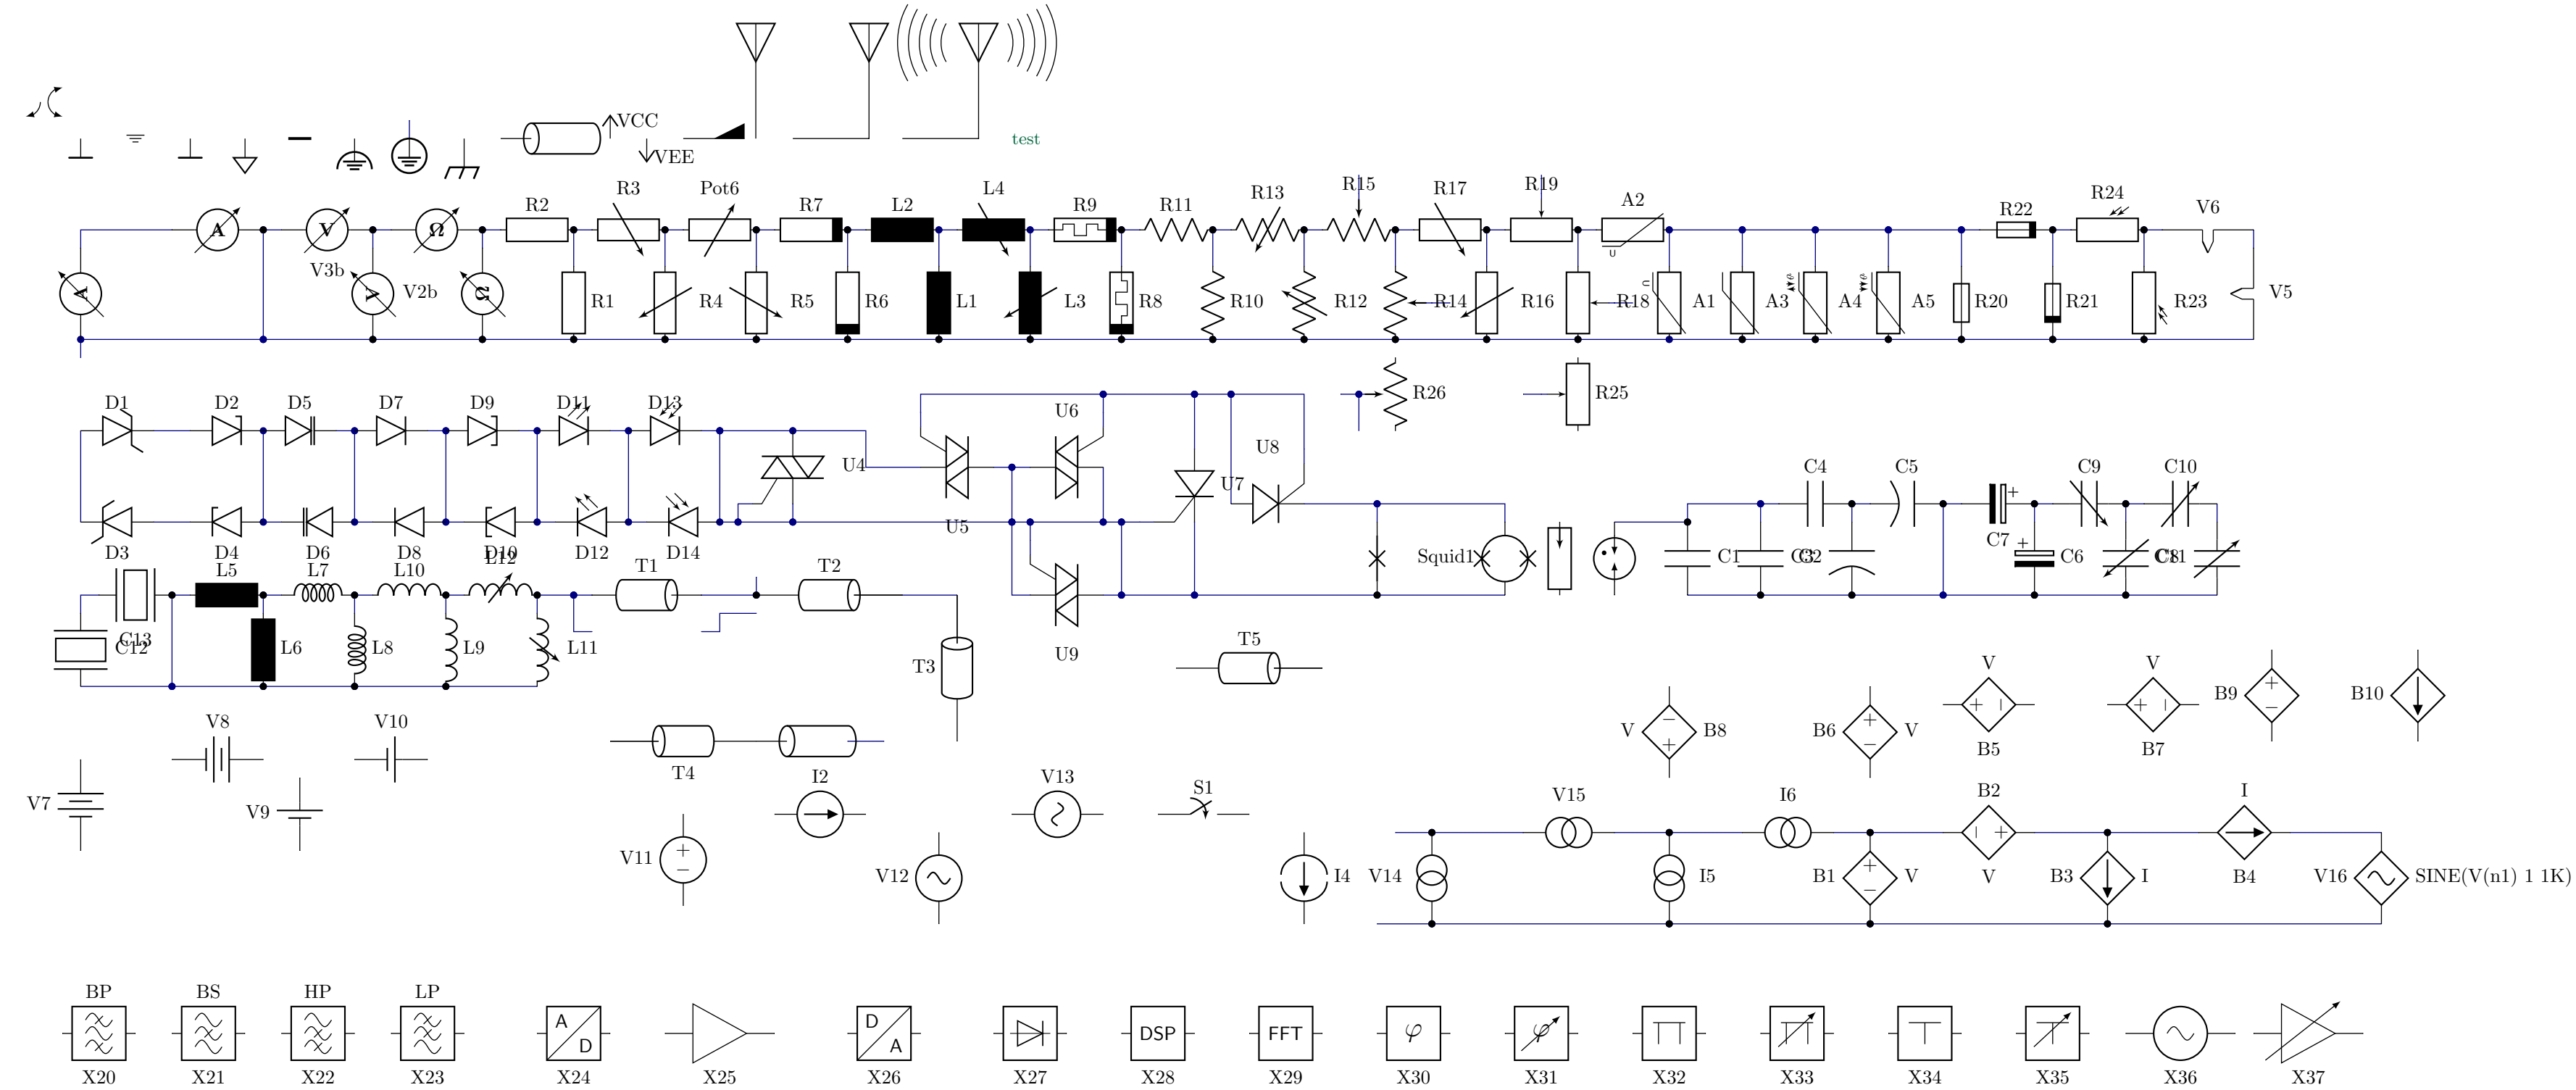 VCC
VEE
test
R3
Pot6
L4
R13
R15
R17
R19
A2
R24
R2
R7
L2
R9
R11
R22
V6
A
V
Ω
V3b
V2b
A
V
Ω
R1
R4
R5
R6
L1
L3
R8
R10
R12
R14
R16
R18
U
U
A1
A3
A4
A5
R20
R21
R23
V5
R26
R25
D1
D2
D5
D7
D9
D11
D13
U6
U8
U4
U7
U5
C4
C5
C9
C10
D3
D4
D6
D8
D10
L12
D12
D14
C7
Squid1
C1
C2
C3
C6
C8
C11
L5
L7
L10
T1
T2
C13
C12
L6
L8
L9
L11
T3
U9
T5
V
V
B9
B10
V8
V10
V
B8
B6
V
B5
B7
T4
I2
V13
S1
V15
I6
B2
I
V7
V9
V11
V12
I4
V14
I5
B1
V
V
B3
I
B4
V16
SINE(V(n1) 1 1K)
BP
BS
HP
LP
A
D
D
A
DSP
FFT
φ
φ
X20
X21
X22
X23
X24
X25
X26
X27
X28
X29
X30
X31
X32
X33
X34
X35
X36
X37